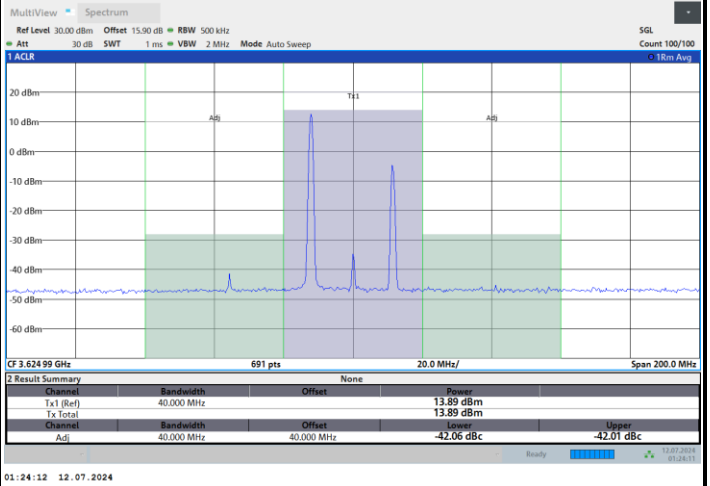 MultiView Spectrum
Ref Level 30.00 dBm Offset 15.90 dB RBW 500 kHz SGL
Att 30 dB SWT 1 ms VBW 2 MHz Mode Auto Sweep Count 100/100
1 ACLR 1Rm Avg
20 dBm
Tx1
10 dBm
Adj Adj
0 dBm
-10 dBm
-20 dBm
-30 dBm
-40 dBm
-50 dBm
-60 dBm
CF 3.624 99 GHz 691 pts 20.0 MHz/ Span 200.0 MHz
2 Result Summary None
Channel Bandwidth Offset Power
Tx1 (Ref) 40.000 MHz 13.89 dBm
Tx Total 13.89 dBm
Channel Bandwidth Offset Lower Upper
Adj 40.000 MHz 40.000 MHz -42.06 dBc -42.01 dBc
Ready 12.07.2024
01:24:11
01:24:12 12.07.2024